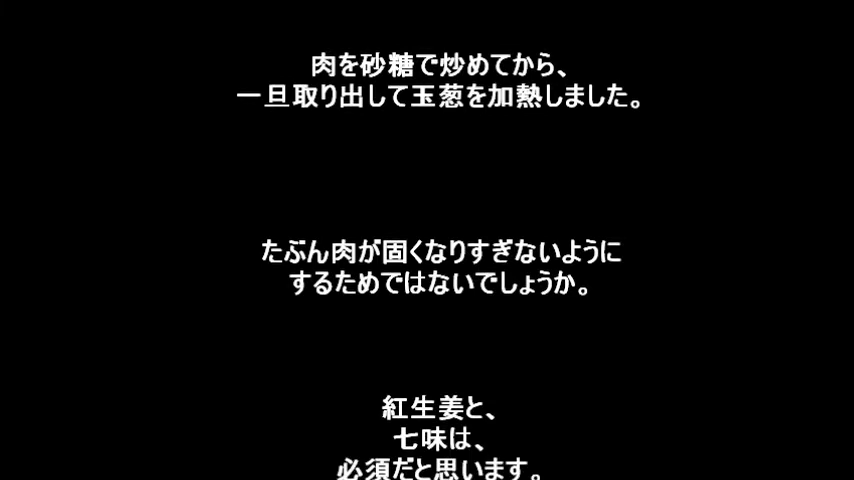 肉を砂糖で炒めてから、
一旦取り出して玉葱を加熱しました。
たぶん肉が固くなりすぎないように
するためではないでしょうか。
紅生姜と、
七味は、
必須だと思います。